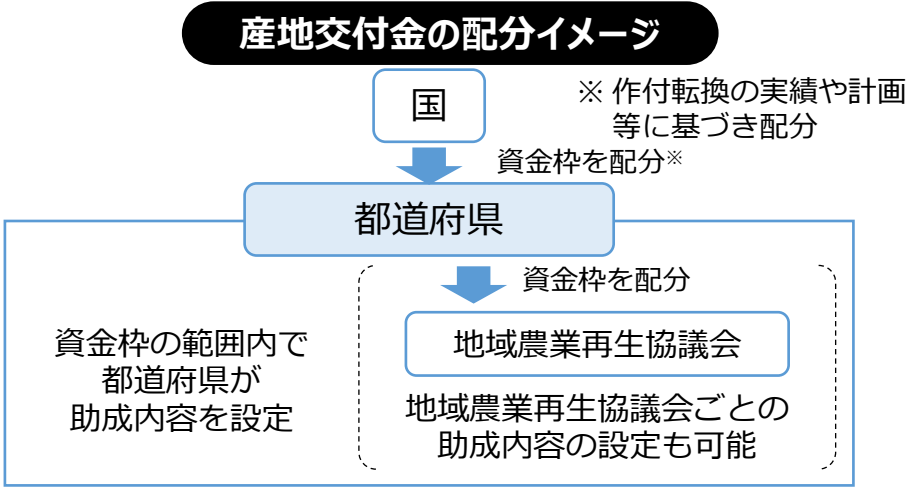 産地交付金の配分イメージ
国
※ 作付転換の実績や計画
等に基づき配分
資金枠を配分※
都道府県
資金枠を配分
地域農業再生協議会
資金枠の範囲内で
都道府県が
助成内容を設定
地域農業再生協議会ごとの
助成内容の設定も可能